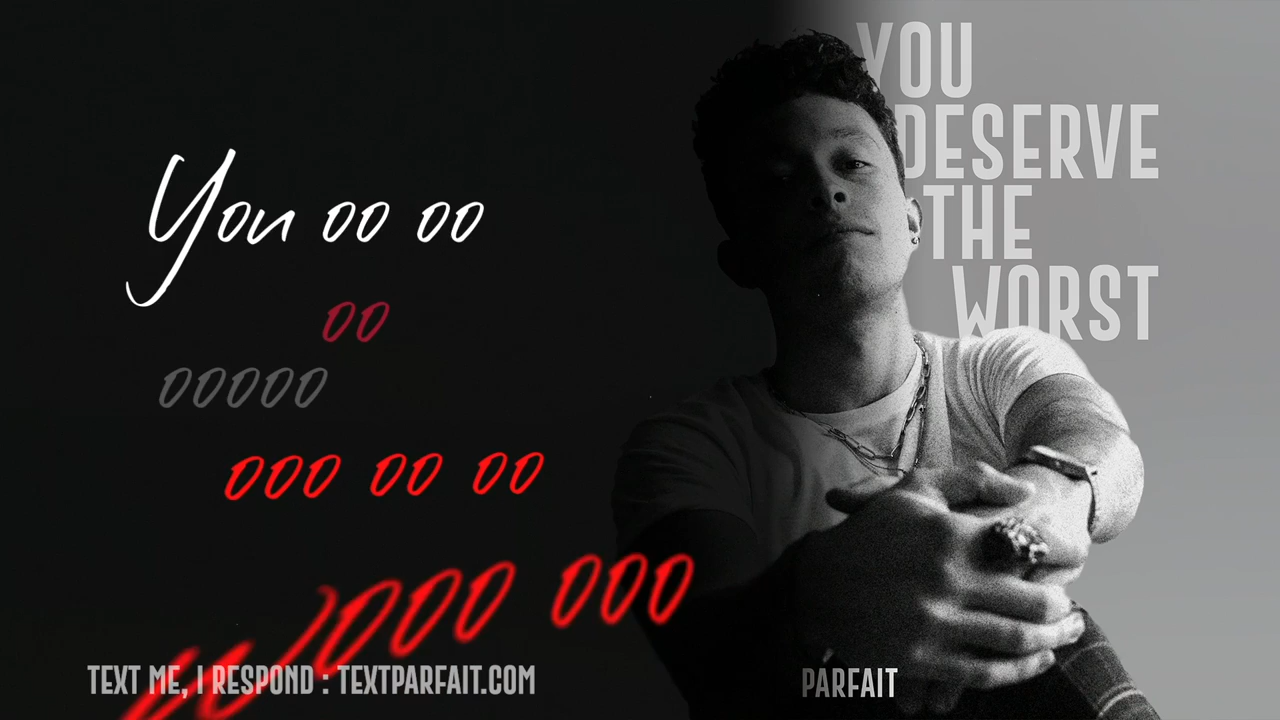 You oo oo
oo
ooooo
ooo oo oo
ooo
TEXT ME, I RESPOND : TEXTPARFAIT.COM
YOU
DESERVE
THE
WORST
PARFAIT